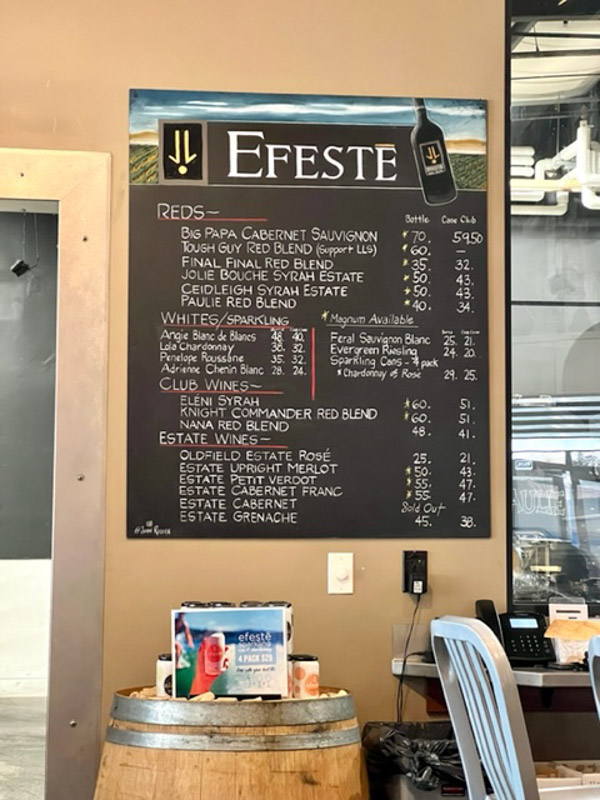 EFESTĒ
REDS~
Bottle Case Club
BIG PAPA CABERNET SAUVIGNON *70. 59.50
TOUGH GUY RED BLEND (Support LLS) *60. —
FINAL FINAL RED BLEND *35. 32.
JOLIE BOUCHE SYRAH ESTATE *50. 43.
CEIDLEIGH SYRAH ESTATE *50. 43.
PAULIE RED BLEND *40. 34.
WHITES/SPARKLING
*Magnum Available
Angie Blanc de Blancs 48. 40.
Lola Chardonnay 38. 32.
Penelope Roussane 35. 32.
Adrienne Chenin Blanc 28. 24.
Feral Sauvignon Blanc 25. 21.
Evergreen Riesling 24. 20.
Sparkling Cans - 4 pack
*Chardonnay or Rosé 29. 25.
CLUB WINES~
ELÉNI SYRAH *60. 51.
KNIGHT COMMANDER RED BLEND *60. 51.
NANA RED BLEND 48. 41.
ESTATE WINES~
OLDFIELD ESTATE ROSÉ 25. 21.
ESTATE UPRIGHT MERLOT *50. 43.
ESTATE PETIT VERDOT *55. 47.
ESTATE CABERNET FRANC *55. 47.
ESTATE CABERNET Sold Out
ESTATE GRENACHE 45. 38.
efestē
sparkling
4 PACK $29